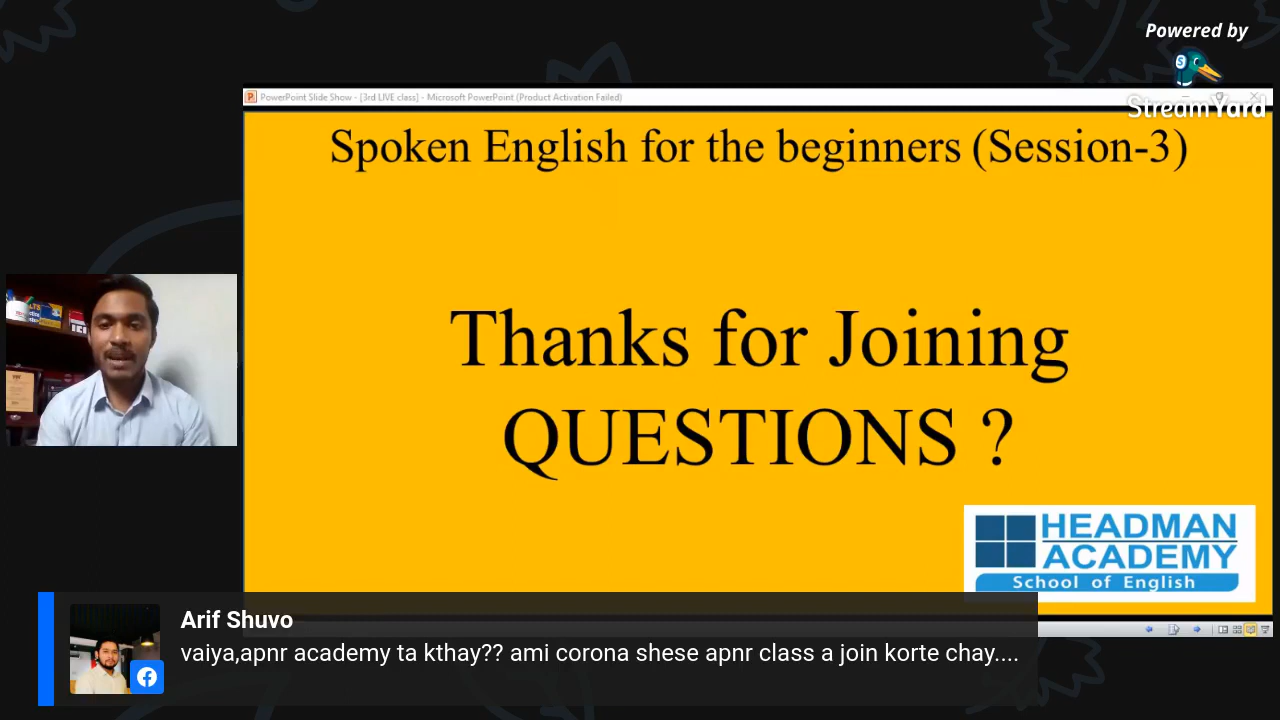 Powered by
StreamYard
PowerPoint Slide Show - [3rd LIVE class] - Microsoft PowerPoint (Product Activation Failed)
Spoken English for the beginners (Session-3)
Thanks for Joining
QUESTIONS ?
HEADMAN
ACADEMY
School of English
Arif Shuvo
vaiya,apnr academy ta kthay?? ami corona shese apnr class a join korte chay....